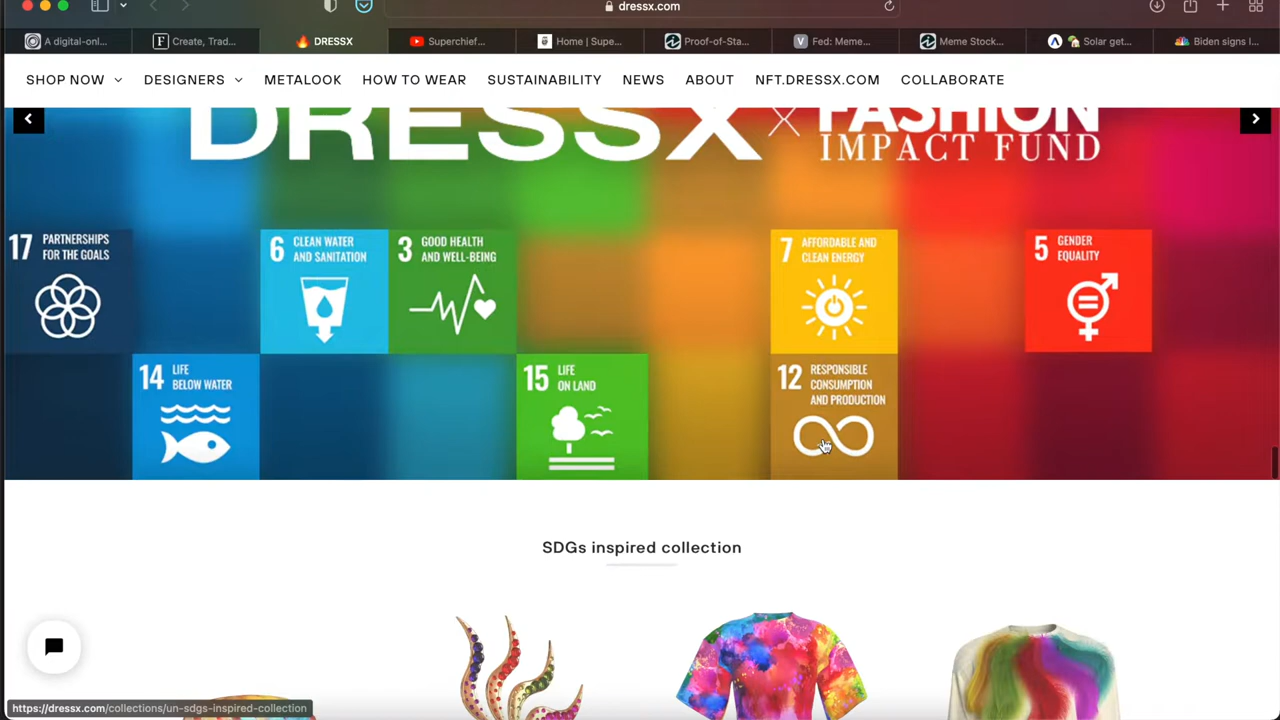 dressx.com
A digital-onl...
Create, Trad...
DRESSX
Superchief...
Home | Supe...
Proof-of-Sta...
Fed: Meme...
Meme Stock...
Solar get...
Biden signs I...
SHOP NOW DESIGNERS METALOOK HOW TO WEAR SUSTAINABILITY NEWS ABOUT NFT.DRESSX.COM COLLABORATE
DRESSX X FASHION
IMPACT FUND
17 PARTNERSHIPS
FOR THE GOALS
6 CLEAN WATER
AND SANITATION
3 GOOD HEALTH
AND WELL-BEING
7 AFFORDABLE AND
CLEAN ENERGY
5 GENDER
EQUALITY
14 LIFE
BELOW WATER
15 LIFE
ON LAND
12 RESPONSIBLE
CONSUMPTION
AND PRODUCTION
SDGs inspired collection
https://dressx.com/collections/un-sdgs-inspired-collection